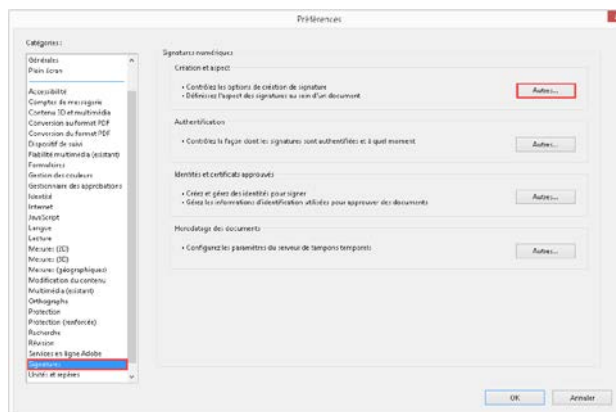 Préférences
Catégories :
Générales
Plein écran
Accessibilité
Comptes de messagerie
Contenu 3D et multimédia
Conversion au format PDF
Conversion du format PDF
Dispositif de suivi
Fiabilité multimédia (existant)
Formulaires
Gestion des couleurs
Gestionnaire des approbations
Identité
Internet
JavaScript
Langue
Lecture
Mesures (2D)
Mesures (3D)
Mesures (géographiques)
Modification du contenu
Multimédia (existant)
Orthographe
Protection
Protection (renforcée)
Recherche
Révision
Services en ligne Adobe
Signatures
Unités et repères
Signatures numériques
Création et aspect
• Contrôlez les options de création de signature
• Définissez l'aspect des signatures au sein d'un document
Autres...
Authentification
• Contrôlez la façon dont les signatures sont authentifiées et à quel moment
Autres...
Identités et certificats approuvés
• Créez et gérez des identités pour signer
• Gérez les informations d'identification utilisées pour approuver des documents
Autres...
Horodatage des documents
• Configurez les paramètres du serveur de tampons temporels
Autres...
OK
Annuler